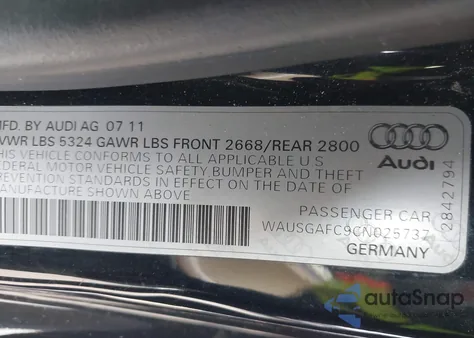 MFD. BY AUDI AG 07 11
VWR LBS 5324 GAWR LBS FRONT 2668/REAR 2800
THIS VEHICLE CONFORMS TO ALL APPLICABLE U S
FEDERAL MOTOR VEHICLE SAFETY BUMPER AND THEFT
PREVENTION STANDARDS IN EFFECT ON THE DATE OF
MANUFACTURE SHOWN ABOVE.
Audi
2842794
PASSENGER CAR
WAUSGAFC9CN025737
GERMANY
autoSnap